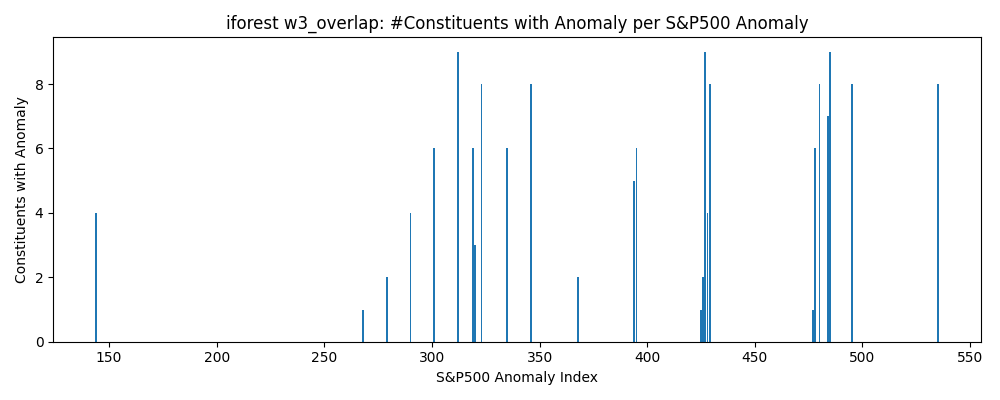 iforest w3_overlap: #Constituents with Anomaly per S&P500 Anomaly
Constituents with Anomaly
8
6
4
2
0
150 200 250 300 350 400 450 500 550
S&P500 Anomaly Index